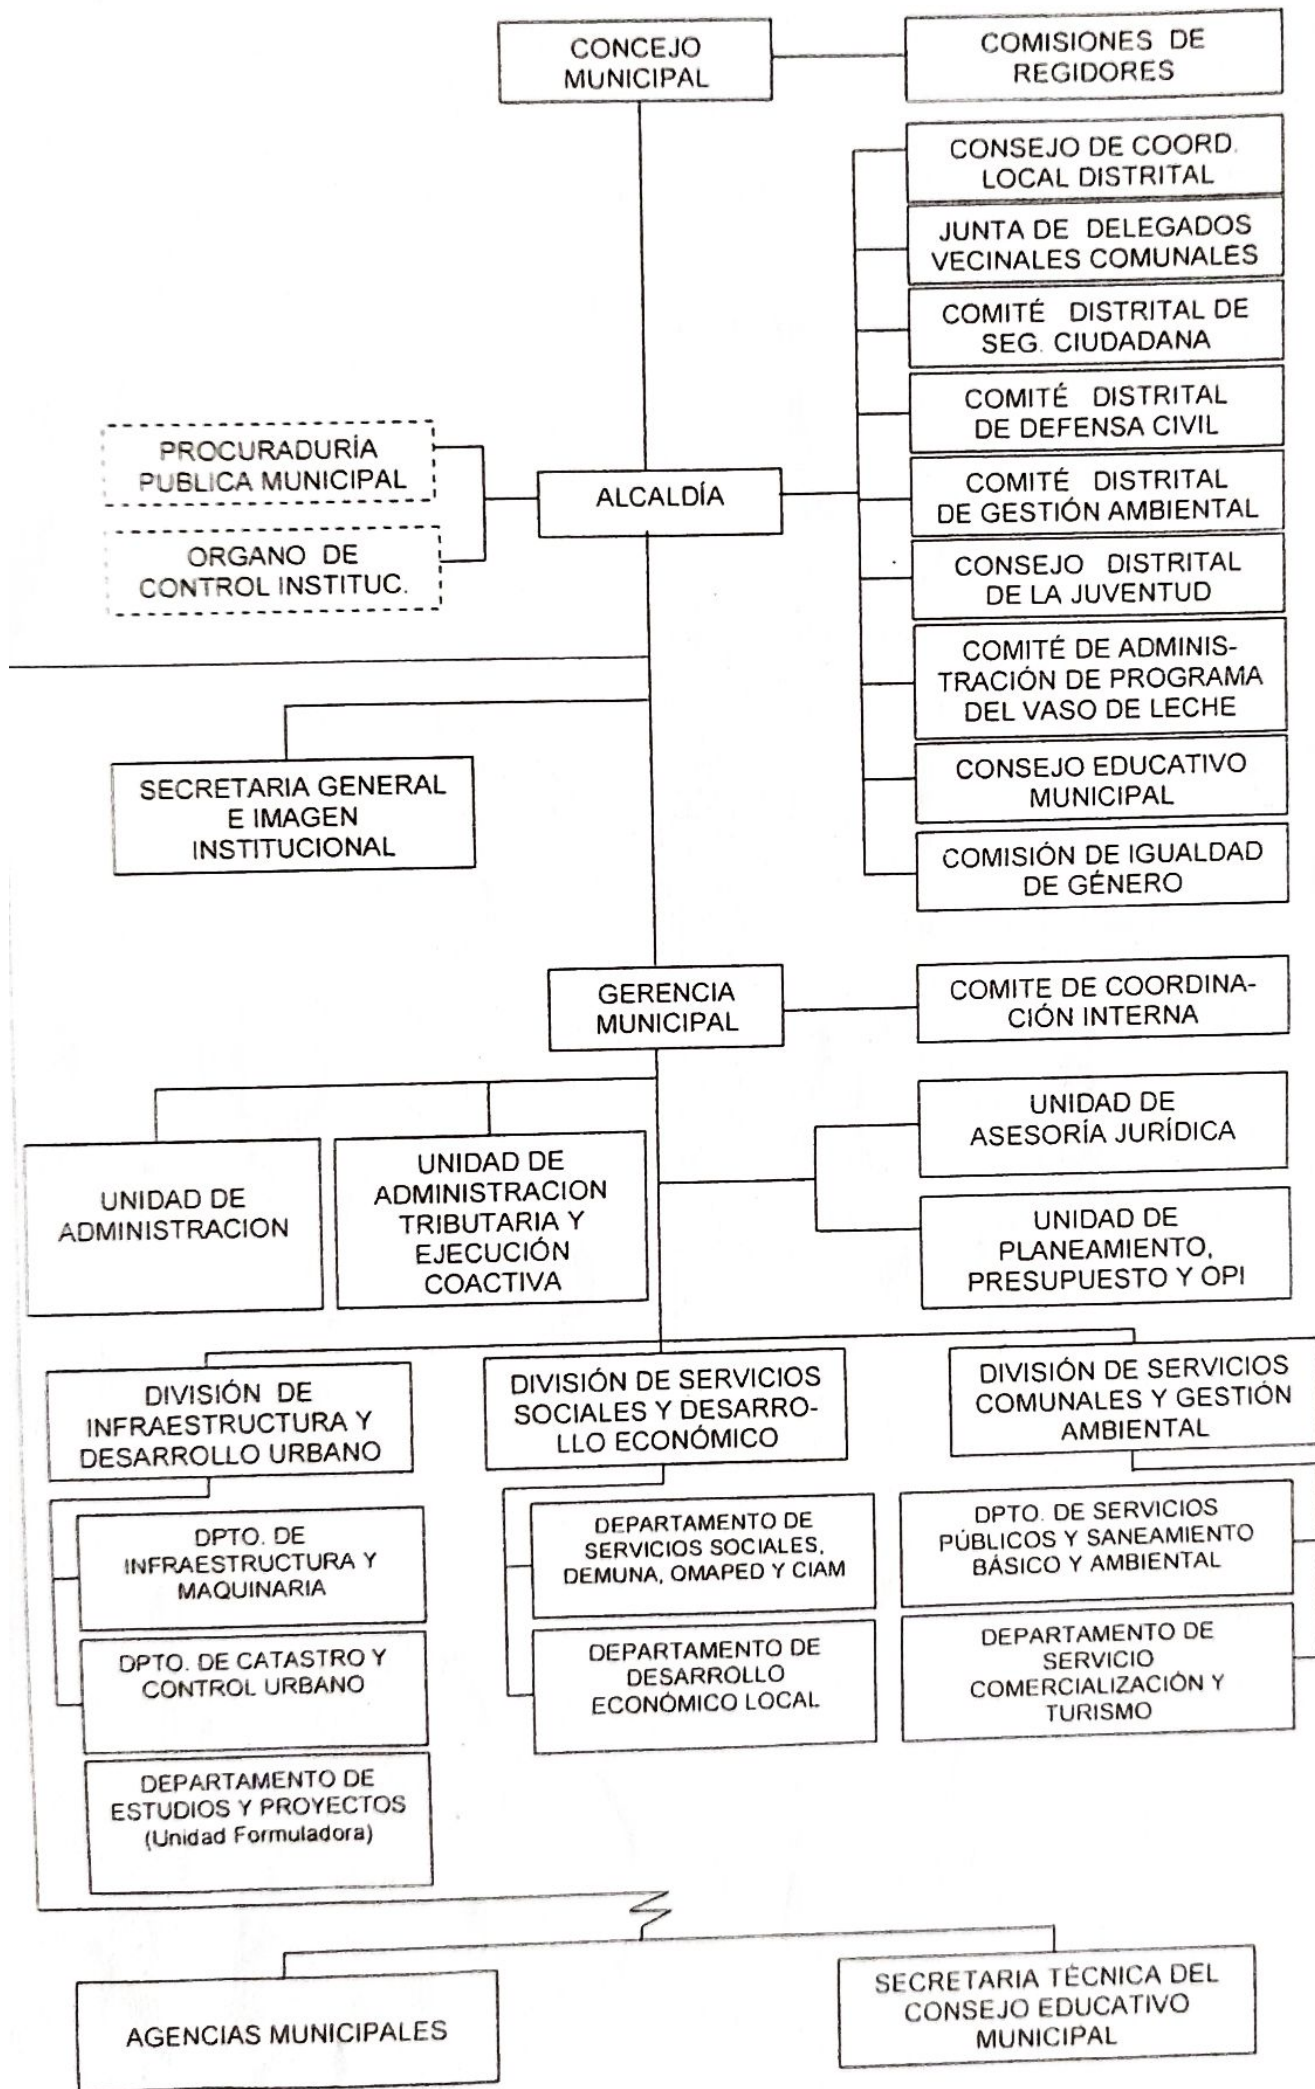 CONCEJO
MUNICIPAL
COMISIONES DE
REGIDORES
CONSEJO DE COORD.
LOCAL DISTRITAL
JUNTA DE DELEGADOS
VECINALES COMUNALES
COMITÉ DISTRITAL DE
SEG. CIUDADANA
COMITÉ DISTRITAL
DE DEFENSA CIVIL
PROCURADURÍA
PUBLICA MUNICIPAL
ALCALDÍA
COMITÉ DISTRITAL
DE GESTIÓN AMBIENTAL
ORGANO DE
CONTROL INSTITUC.
CONSEJO DISTRITAL
DE LA JUVENTUD
COMITÉ DE ADMINIS-
TRACIÓN DE PROGRAMA
DEL VASO DE LECHE
SECRETARIA GENERAL
E IMAGEN
INSTITUCIONAL
CONSEJO EDUCATIVO
MUNICIPAL
COMISIÓN DE IGUALDAD
DE GÉNERO
GERENCIA
MUNICIPAL
COMITE DE COORDINA-
CIÓN INTERNA
UNIDAD DE
ASESORÍA JURÍDICA
UNIDAD DE
ADMINISTRACION
UNIDAD DE
ADMINISTRACION
TRIBUTARIA Y
EJECUCIÓN
COACTIVA
UNIDAD DE
PLANEAMIENTO,
PRESUPUESTO Y OPI
DIVISIÓN DE
INFRAESTRUCTURA Y
DESARROLLO URBANO
DIVISIÓN DE SERVICIOS
SOCIALES Y DESARRO-
LLO ECONÓMICO
DIVISIÓN DE SERVICIOS
COMUNALES Y GESTIÓN
AMBIENTAL
DPTO. DE
INFRAESTRUCTURA Y
MAQUINARIA
DEPARTAMENTO DE
SERVICIOS SOCIALES,
DEMUNA, OMAPED Y CIAM
DPTO. DE SERVICIOS
PÚBLICOS Y SANEAMIENTO
BÁSICO Y AMBIENTAL
DPTO. DE CATASTRO Y
CONTROL URBANO
DEPARTAMENTO DE
DESARROLLO
ECONÓMICO LOCAL
DEPARTAMENTO DE
SERVICIO
COMERCIALIZACIÓN Y
TURISMO
DEPARTAMENTO DE
ESTUDIOS Y PROYECTOS
(Unidad Formuladora)
AGENCIAS MUNICIPALES
SECRETARIA TÉCNICA DEL
CONSEJO EDUCATIVO
MUNICIPAL